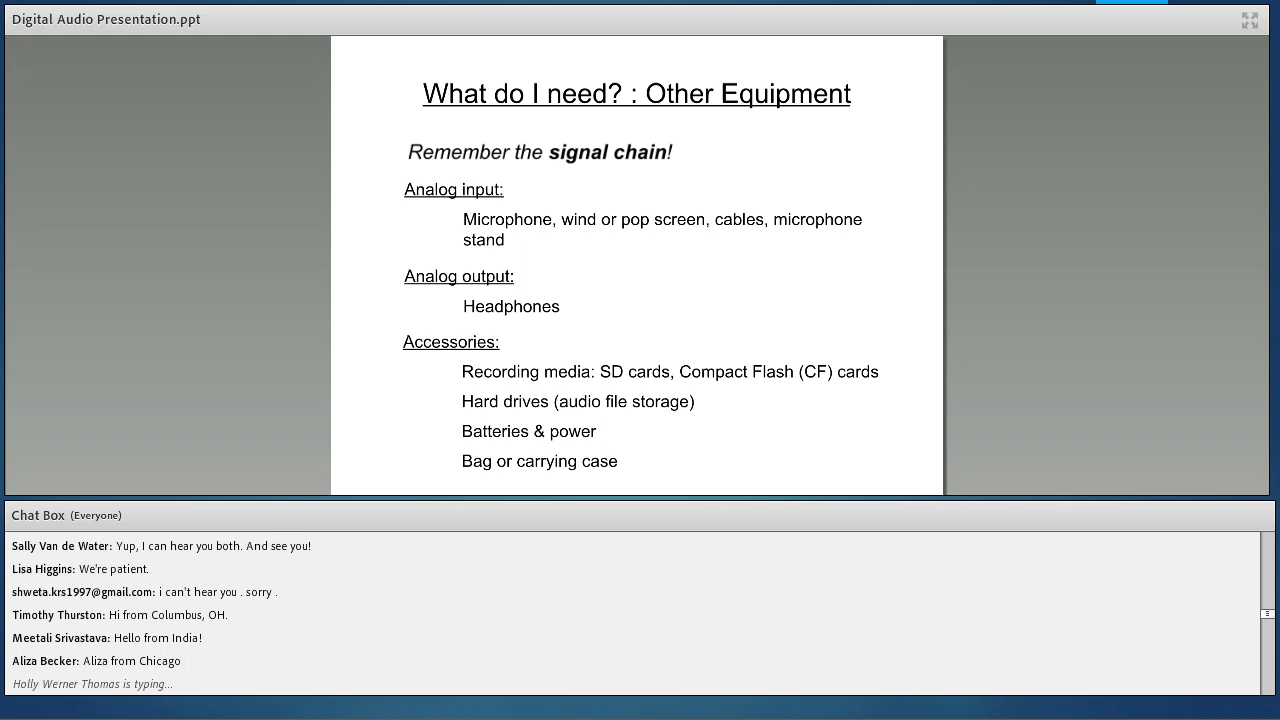 Digital Audio Presentation.ppt
What do I need? : Other Equipment
Remember the signal chain!
Analog input:
Microphone, wind or pop screen, cables, microphone
stand
Analog output:
Headphones
Accessories:
Recording media: SD cards, Compact Flash (CF) cards
Hard drives (audio file storage)
Batteries & power
Bag or carrying case
Chat Box (Everyone)
Sally Van de Water: Yup, I can hear you both. And see you!
Lisa Higgins: We're patient.
shweta.krs1997@gmail.com: i can't hear you . sorry .
Timothy Thurston: Hi from Columbus, OH.
Meetali Srivastava: Hello from India!
Aliza Becker: Aliza from Chicago
Holly Werner Thomas is typing...